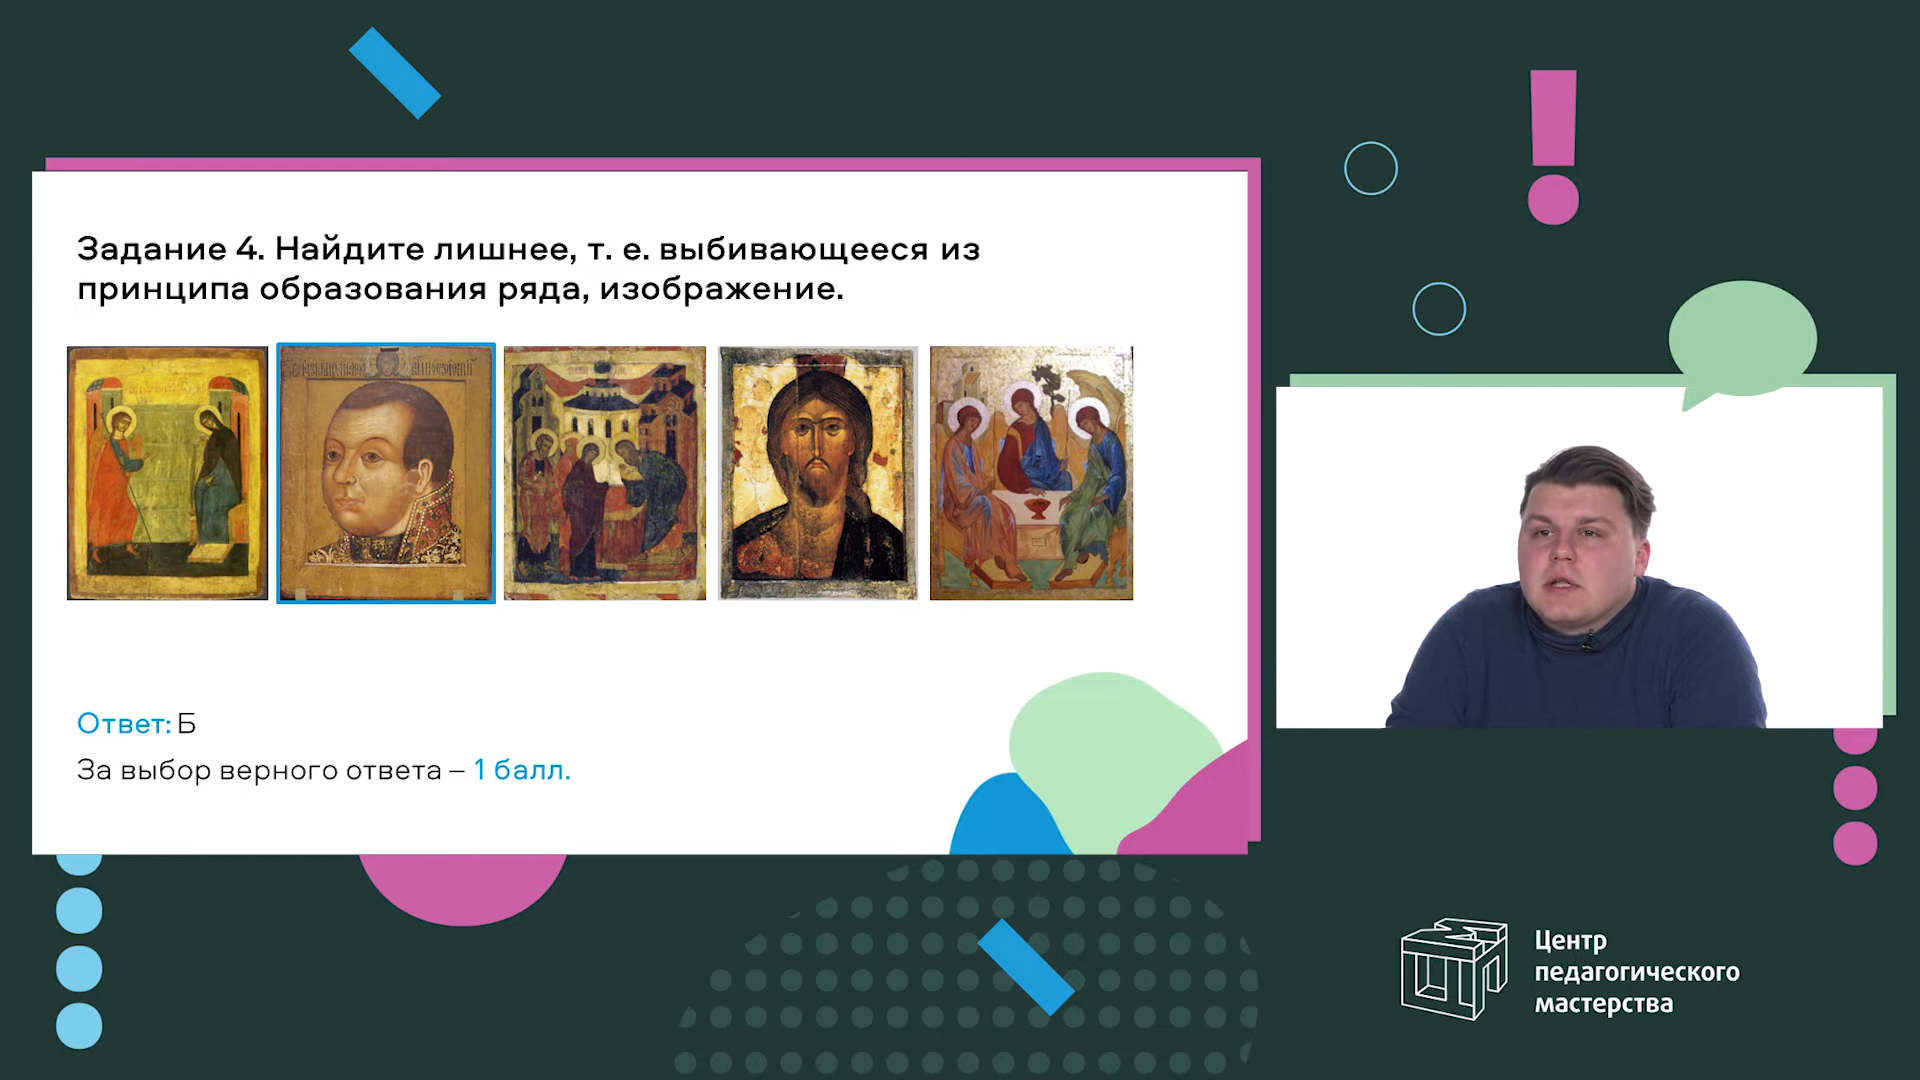 Задание 4. Найдите лишнее, т. е. выбивающееся из
принципа образования ряда, изображение.
Ответ: Б
За выбор верного ответа – 1 балл.
Центр
педагогического
мастерства